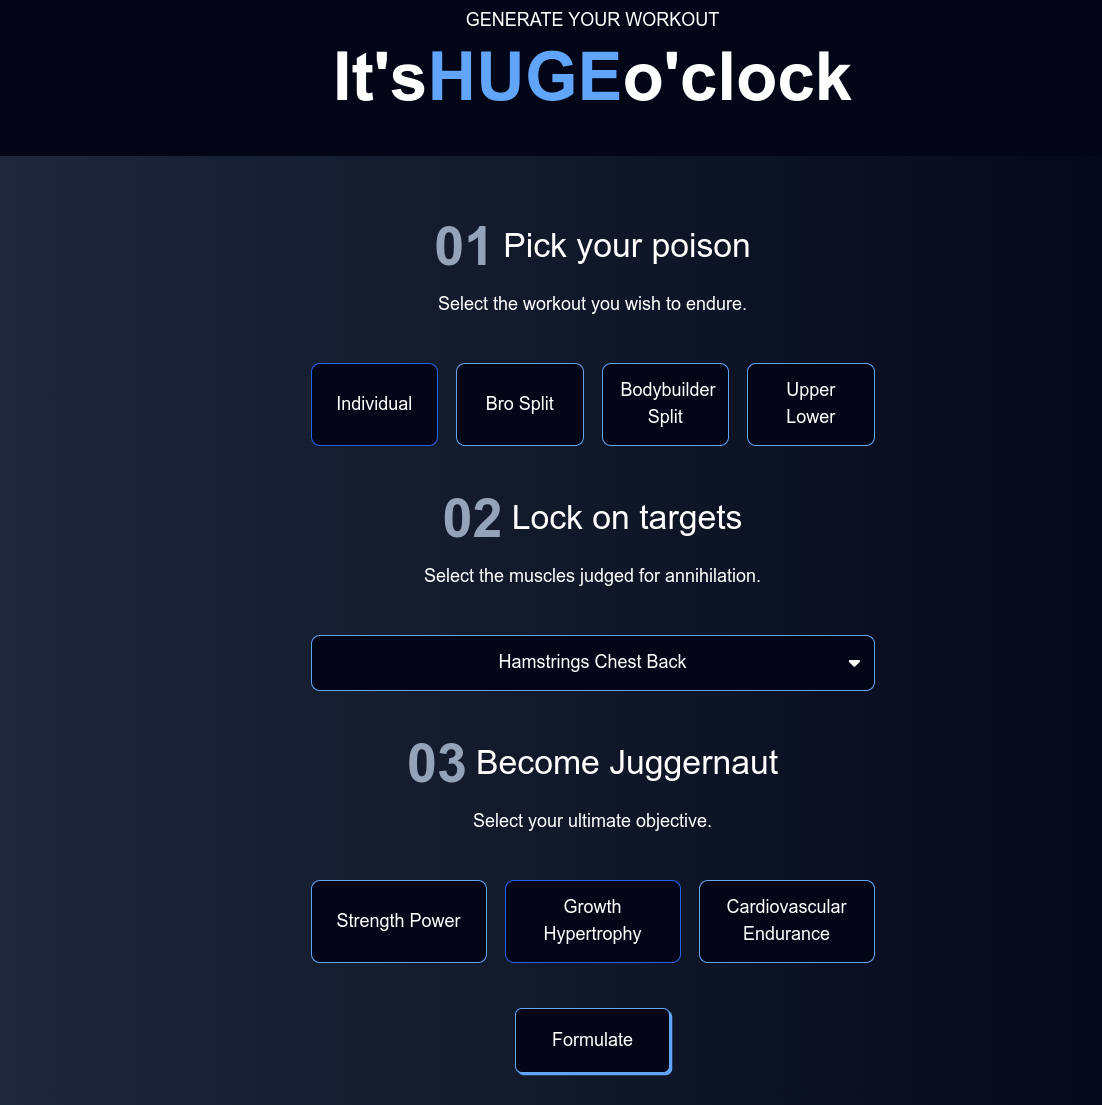 GENERATE YOUR WORKOUT
It'sHUGEo'clock
01 Pick your poison
Select the workout you wish to endure.
Individual
Bro Split
Bodybuilder
Split
Upper
Lower
02 Lock on targets
Select the muscles judged for annihilation.
Hamstrings Chest Back
03 Become Juggernaut
Select your ultimate objective.
Strength Power
Growth
Hypertrophy
Cardiovascular
Endurance
Formulate